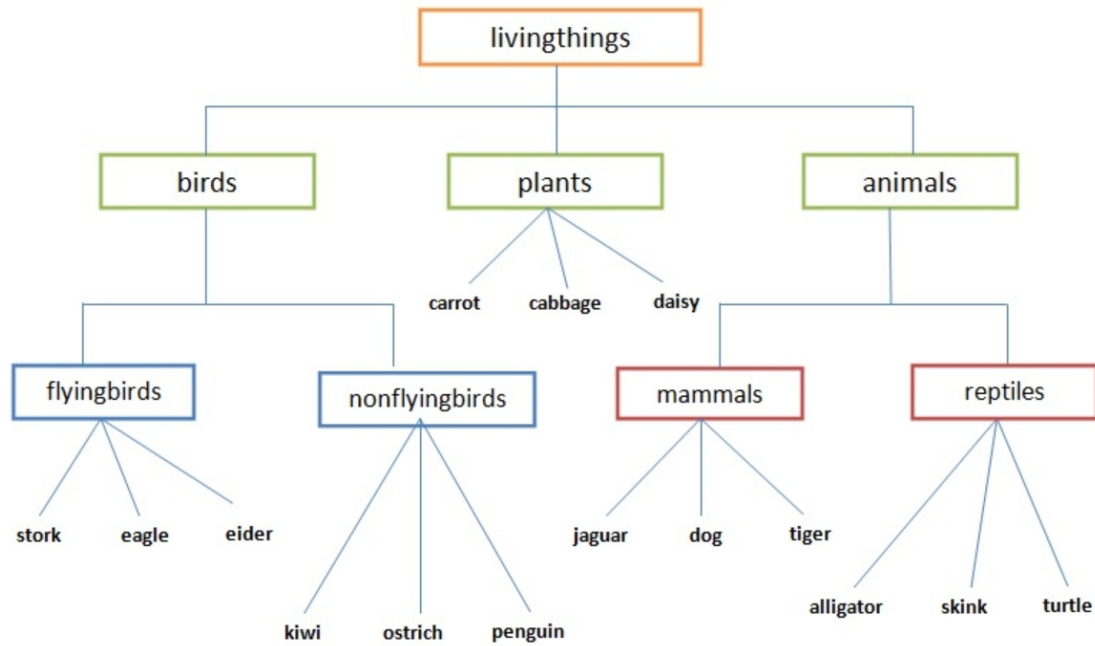 livingthings
birds
plants
animals
carrot
cabbage
daisy
flyingbirds
nonflyingbirds
mammals
reptiles
stork
eagle
eider
jaguar
dog
tiger
alligator
skink
turtle
kiwi
ostrich
penguin